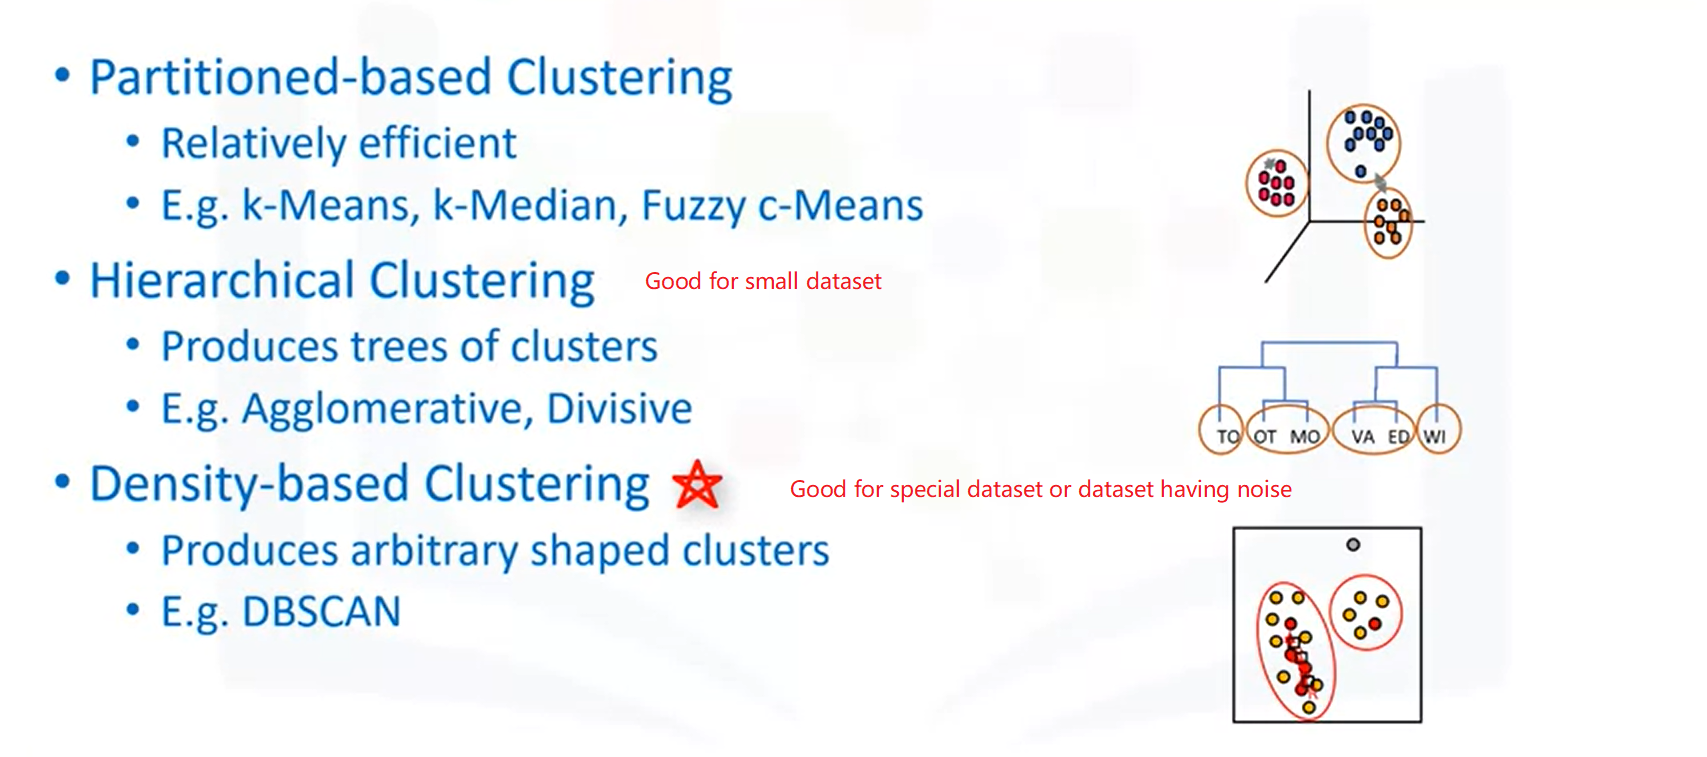 • Partitioned-based Clustering
• Relatively efficient
• E.g. k-Means, k-Median, Fuzzy c-Means
• Hierarchical Clustering Good for small dataset
• Produces trees of clusters
• E.g. Agglomerative, Divisive
TO OT MO VA ED WI
• Density-based Clustering Good for special dataset or dataset having noise
• Produces arbitrary shaped clusters
• E.g. DBSCAN